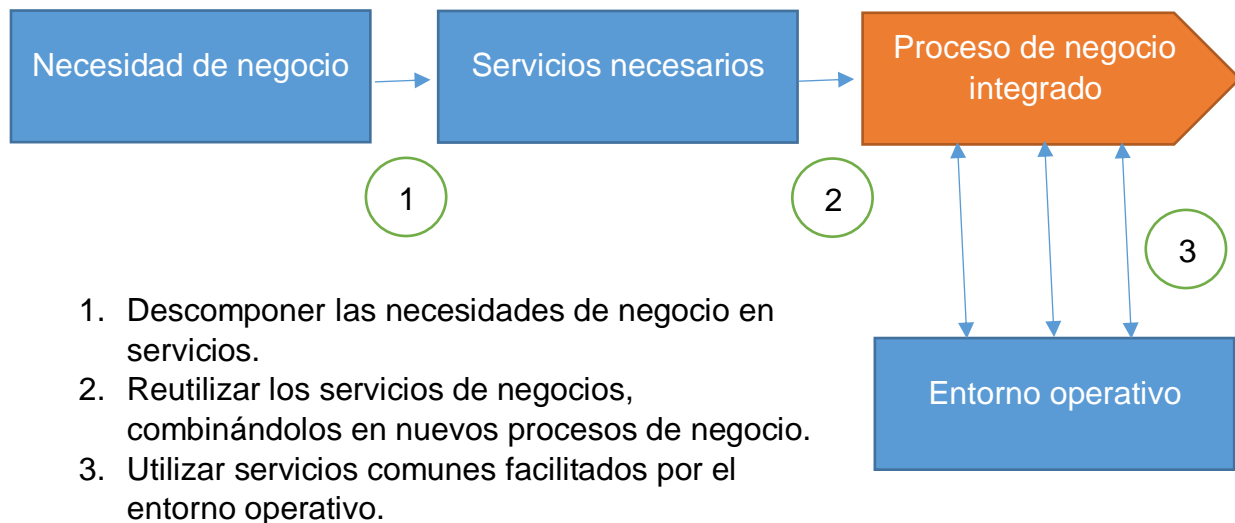 Necesidad de negocio
Servicios necesarios
Proceso de negocio
integrado
1
2
3
Entorno operativo
1. Descomponer las necesidades de negocio en
servicios.
2. Reutilizar los servicios de negocios,
combinándolos en nuevos procesos de negocio.
3. Utilizar servicios comunes facilitados por el
entorno operativo.